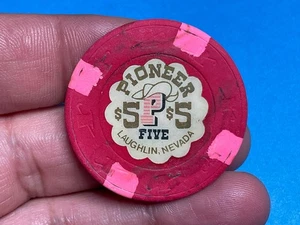 PIONEER
$5 P $5
FIVE
LAUGHLIN, NEVADA